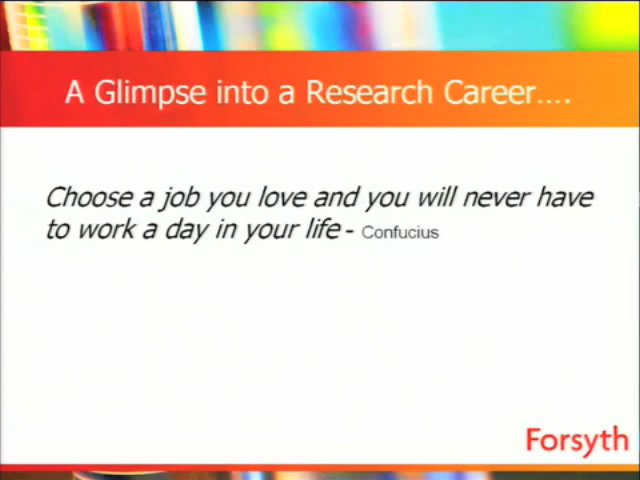 A Glimpse into a Research Career....
Choose a job you love and you will never have
to work a day in your life - Confucius
Forsyth